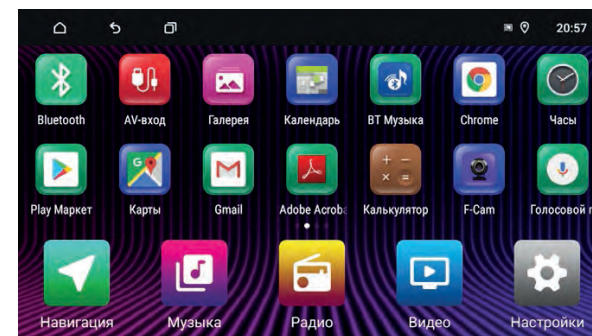 20:57
Bluetooth AV-вход Галерея Календарь BT Музыка Chrome Часы
Play Маркет Карты Gmail Adobe Acroba Калькулятор F-Cam Голосовой п
Навигация Музыка Радио Видео Настройки